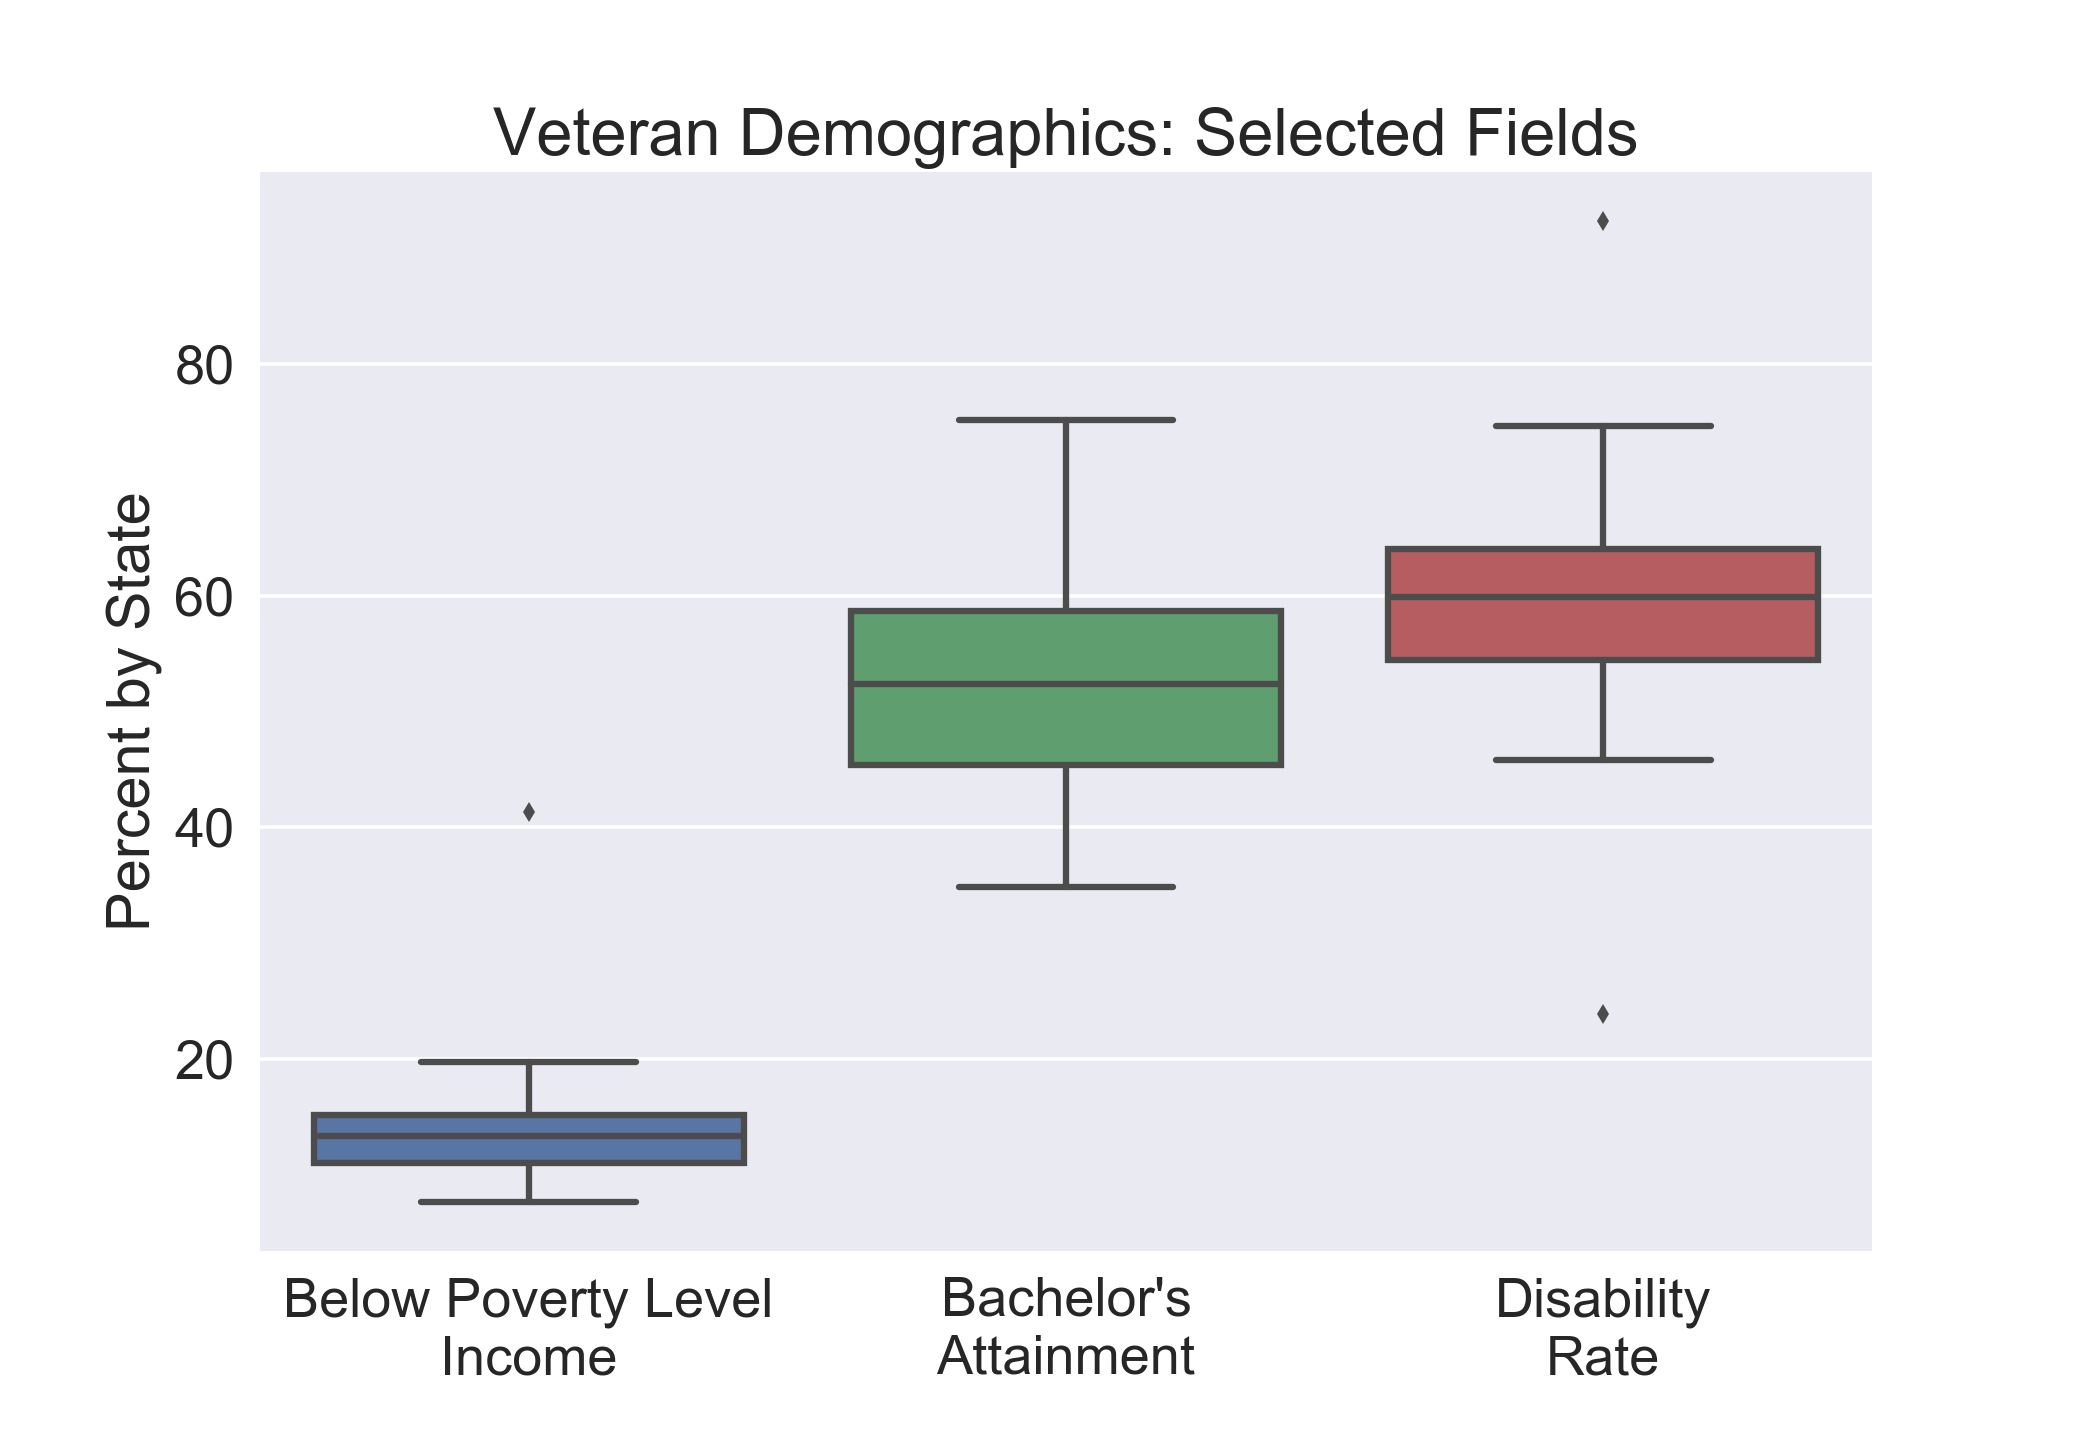 Veteran Demographics: Selected Fields
Percent by State
80
60
40
20
Below Poverty Level
Income
Bachelor's
Attainment
Disability
Rate